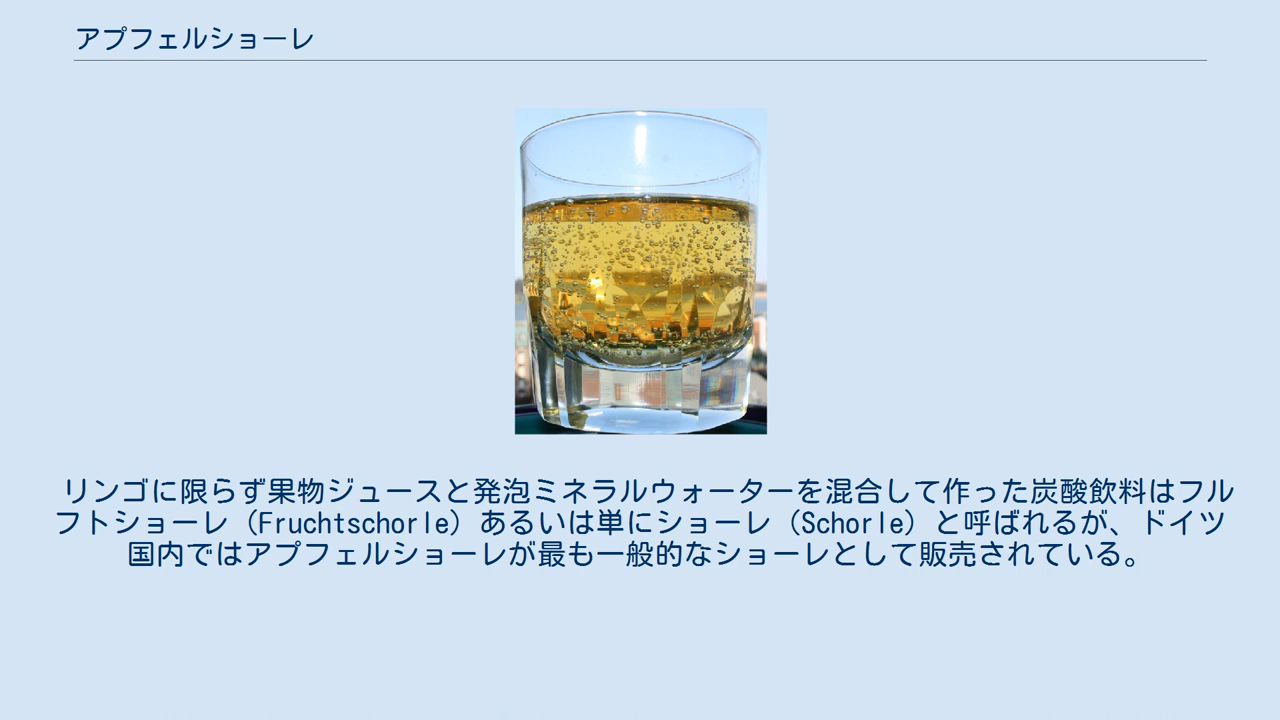 アプフェルショーレ
リンゴに限らず果物ジュースと発泡ミネラルウォーターを混合して作った炭酸飲料はフル
フトショーレ（Fruchtschorle）あるいは単にショーレ（Schorle）と呼ばれるが、ドイツ
国内ではアプフェルショーレが最も一般的なショーレとして販売されている。